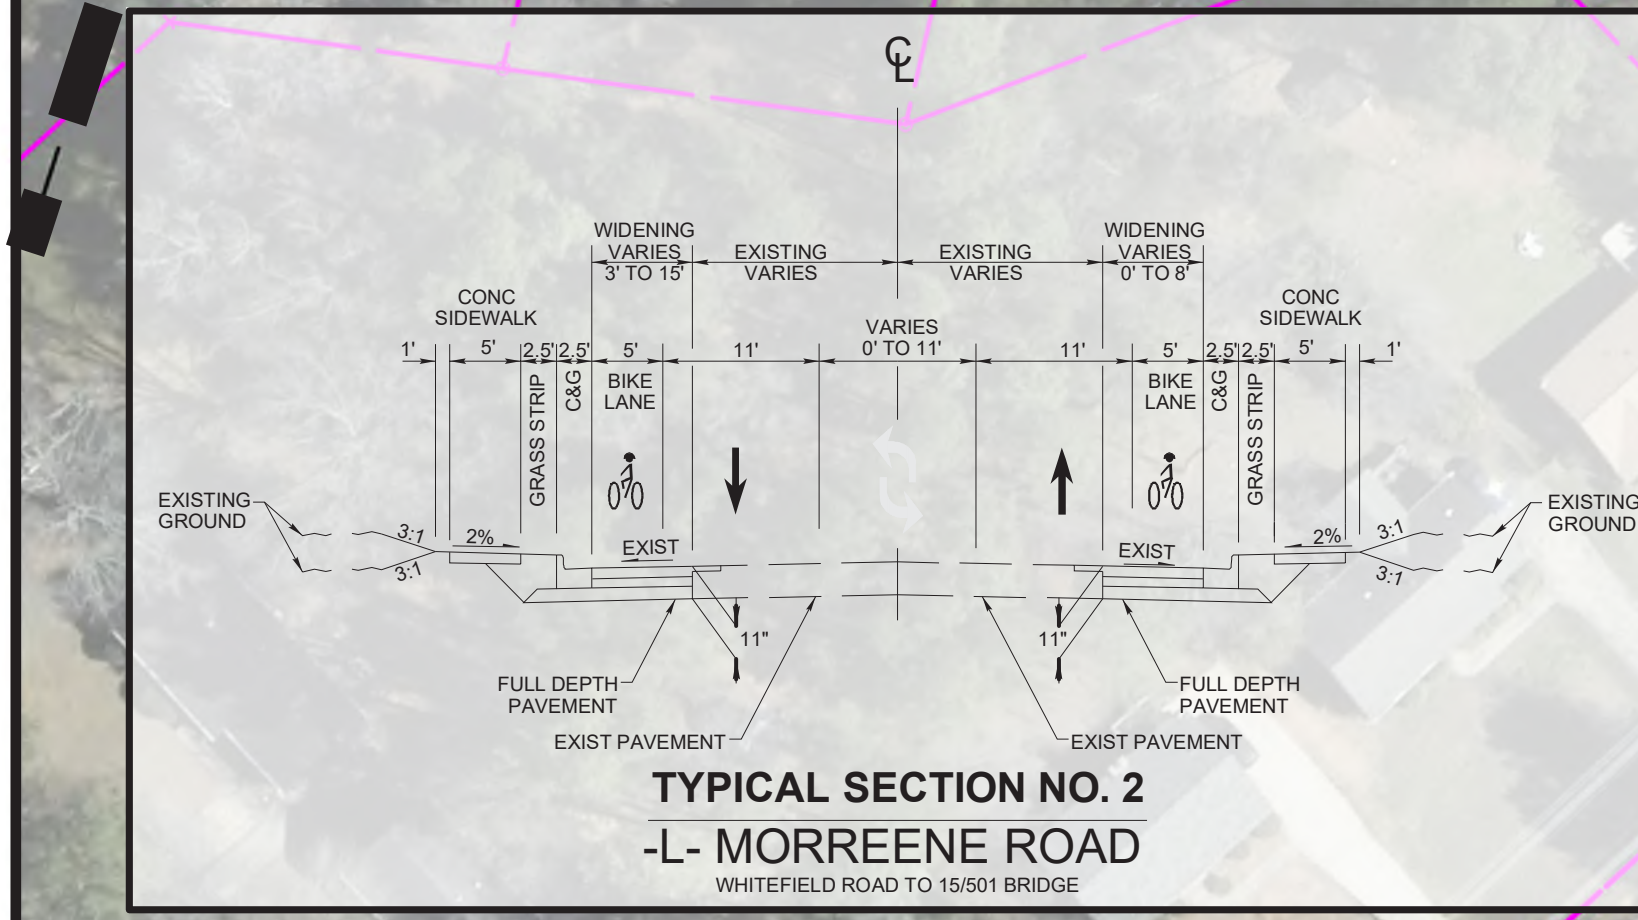 CL
WIDENING
VARIES
3' TO 15'
EXISTING
VARIES
EXISTING
VARIES
WIDENING
VARIES
0' TO 8'
CONC
SIDEWALK
VARIES
0' TO 11'
CONC
SIDEWALK
1' 5' 2.5' 2.5' 5' 11' 11' 5' 2.5' 2.5' 5' 1'
GRASS STRIP
C&G
BIKE
LANE
BIKE
LANE
C&G
GRASS STRIP
EXISTING
GROUND
3:1
3:1
2%
EXIST
EXIST
2%
3:1
3:1
EXISTING
GROUND
11"
11"
FULL DEPTH
PAVEMENT
FULL DEPTH
PAVEMENT
EXIST PAVEMENT
EXIST PAVEMENT
TYPICAL SECTION NO. 2
-L- MORREENE ROAD
WHITEFIELD ROAD TO 15/501 BRIDGE